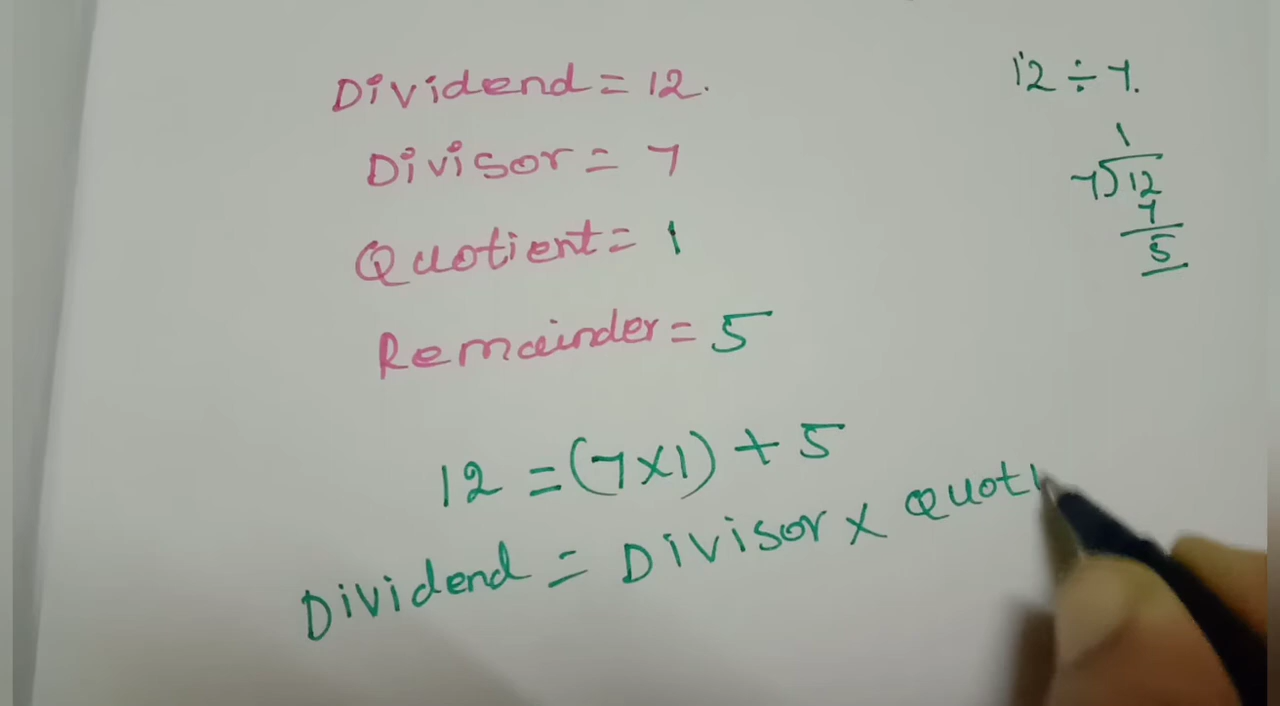 Dividend = 12.
Divisor = 7
Quotient = 1
Remainder = 5
12 = (7×1) + 5
Dividend = Divisor × Quoti
12 ÷ 7.
1
7)12
7
5